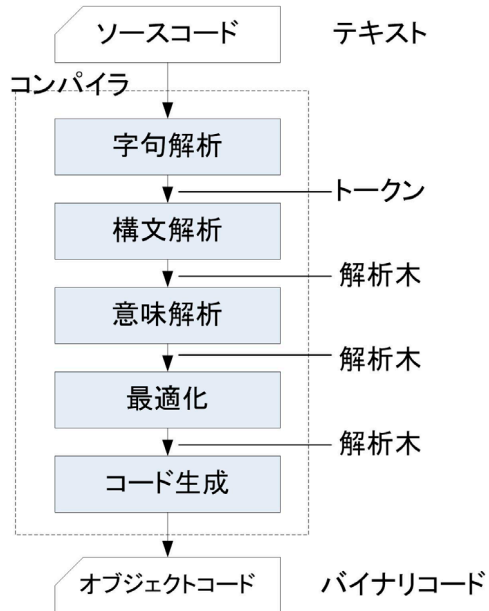 ソースコード テキスト
コンパイラ
字句解析
トークン
構文解析
解析木
意味解析
解析木
最適化
解析木
コード生成
オブジェクトコード バイナリコード